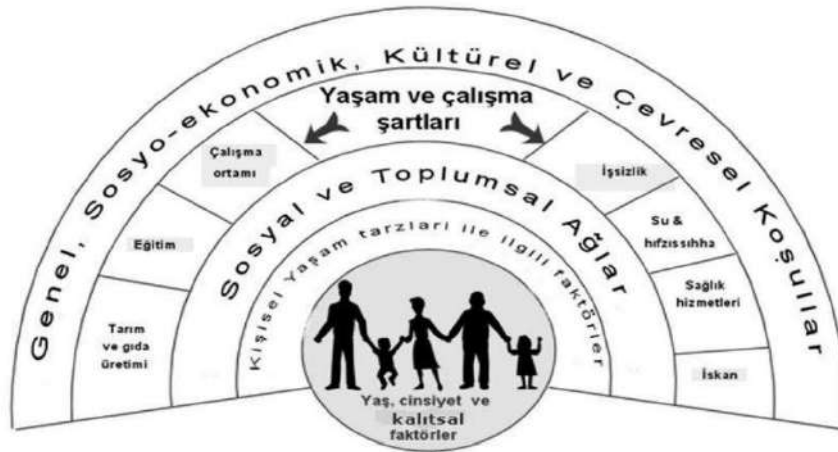 Genel, Sosyo-ekonomik, Kültürel ve Çevresel Koşullar
Yaşam ve çalışma
şartları
Çalışma
ortamı
Eğitim
Tarım
ve gıda
üretimi
İşsizlik
Su &
hıfzıssıhha
Sağlık
hizmetleri
İskan
Sosyal ve Toplumsal Ağlar
Kişisel Yaşam tarzlari ile ilgili faktörler
Yaş, cinsiyet ve
kalıtsal
faktörler